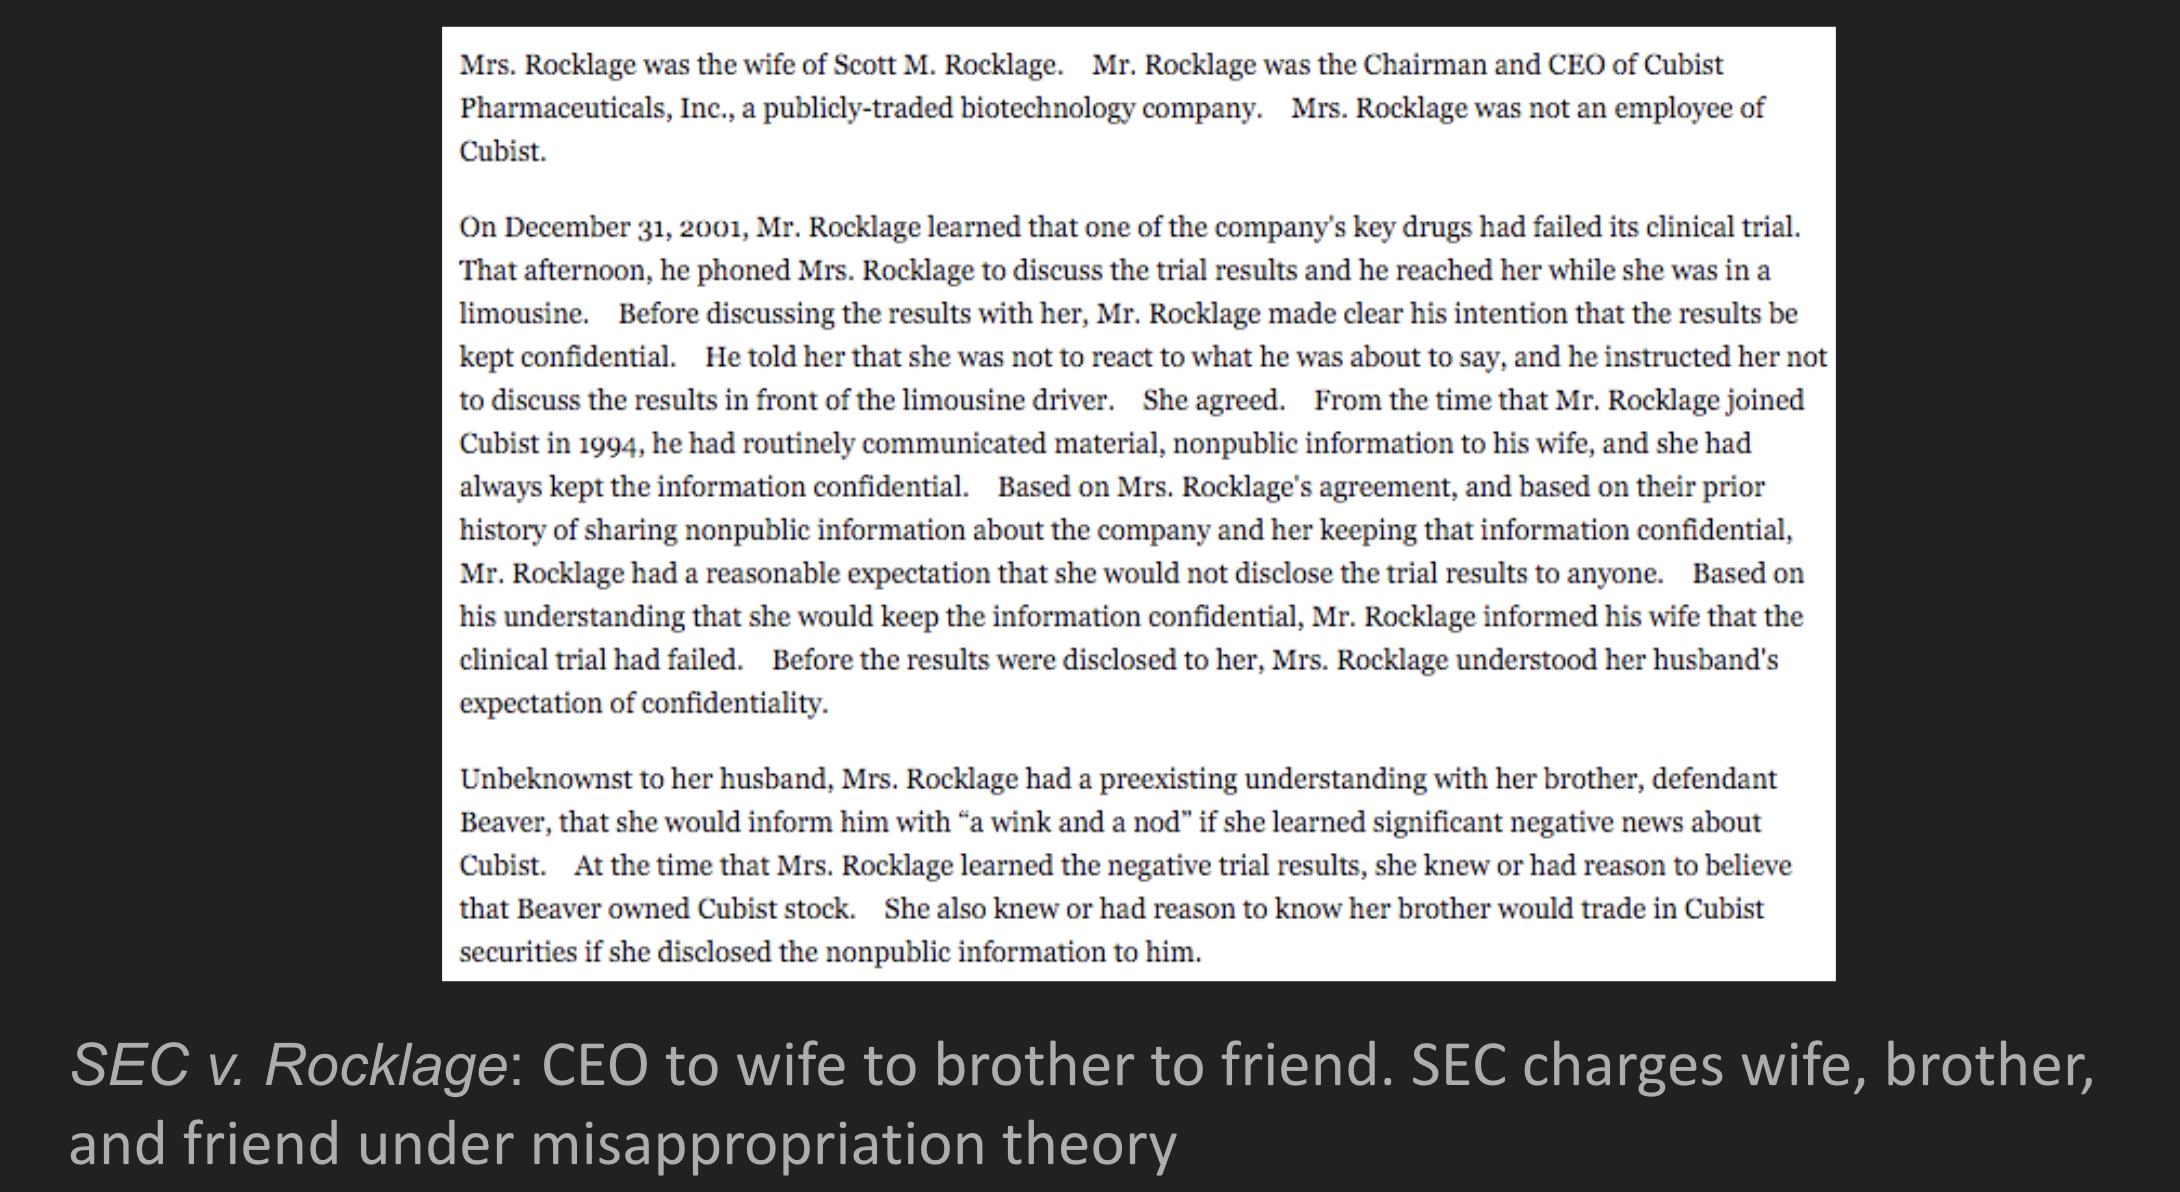 Mrs. Rocklage was the wife of Scott M. Rocklage. Mr. Rocklage was the Chairman and CEO of Cubist
Pharmaceuticals, Inc., a publicly-traded biotechnology company. Mrs. Rocklage was not an employee of
Cubist.
On December 31, 2001, Mr. Rocklage learned that one of the company's key drugs had failed its clinical trial.
That afternoon, he phoned Mrs. Rocklage to discuss the trial results and he reached her while she was in a
limousine. Before discussing the results with her, Mr. Rocklage made clear his intention that the results be
kept confidential. He told her that she was not to react to what he was about to say, and he instructed her not
to discuss the results in front of the limousine driver. She agreed. From the time that Mr. Rocklage joined
Cubist in 1994, he had routinely communicated material, nonpublic information to his wife, and she had
always kept the information confidential. Based on Mrs. Rocklage's agreement, and based on their prior
history of sharing nonpublic information about the company and her keeping that information confidential,
Mr. Rocklage had a reasonable expectation that she would not disclose the trial results to anyone. Based on
his understanding that she would keep the information confidential, Mr. Rocklage informed his wife that the
clinical trial had failed. Before the results were disclosed to her, Mrs. Rocklage understood her husband's
expectation of confidentiality.
Unbeknownst to her husband, Mrs. Rocklage had a preexisting understanding with her brother, defendant
Beaver, that she would inform him with “a wink and a nod” if she learned significant negative news about
Cubist. At the time that Mrs. Rocklage learned the negative trial results, she knew or had reason to believe
that Beaver owned Cubist stock. She also knew or had reason to know her brother would trade in Cubist
securities if she disclosed the nonpublic information to him.
SEC v. Rocklage: CEO to wife to brother to friend. SEC charges wife, brother,
and friend under misappropriation theory